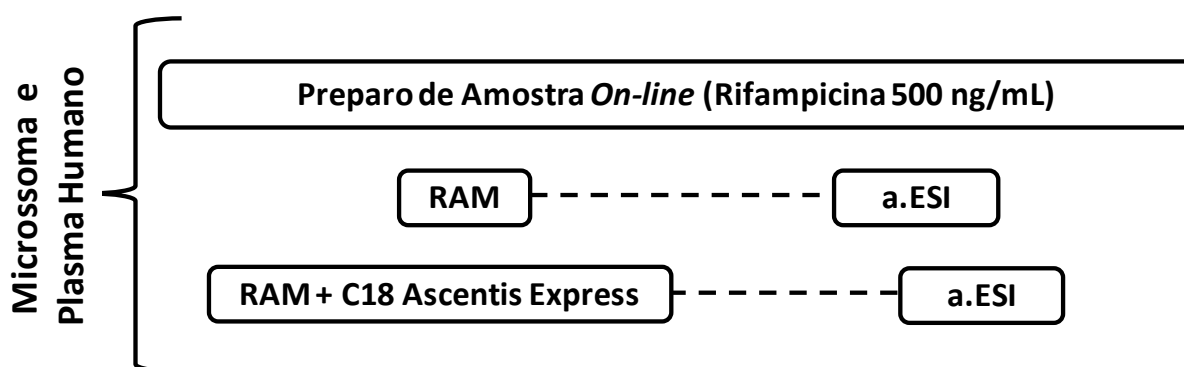 Microssoma e
Plasma Humano
Preparo de Amostra On-line (Rifampicina 500 ng/mL)
RAM
a.ESI
RAM + C18 Ascentis Express
a.ESI